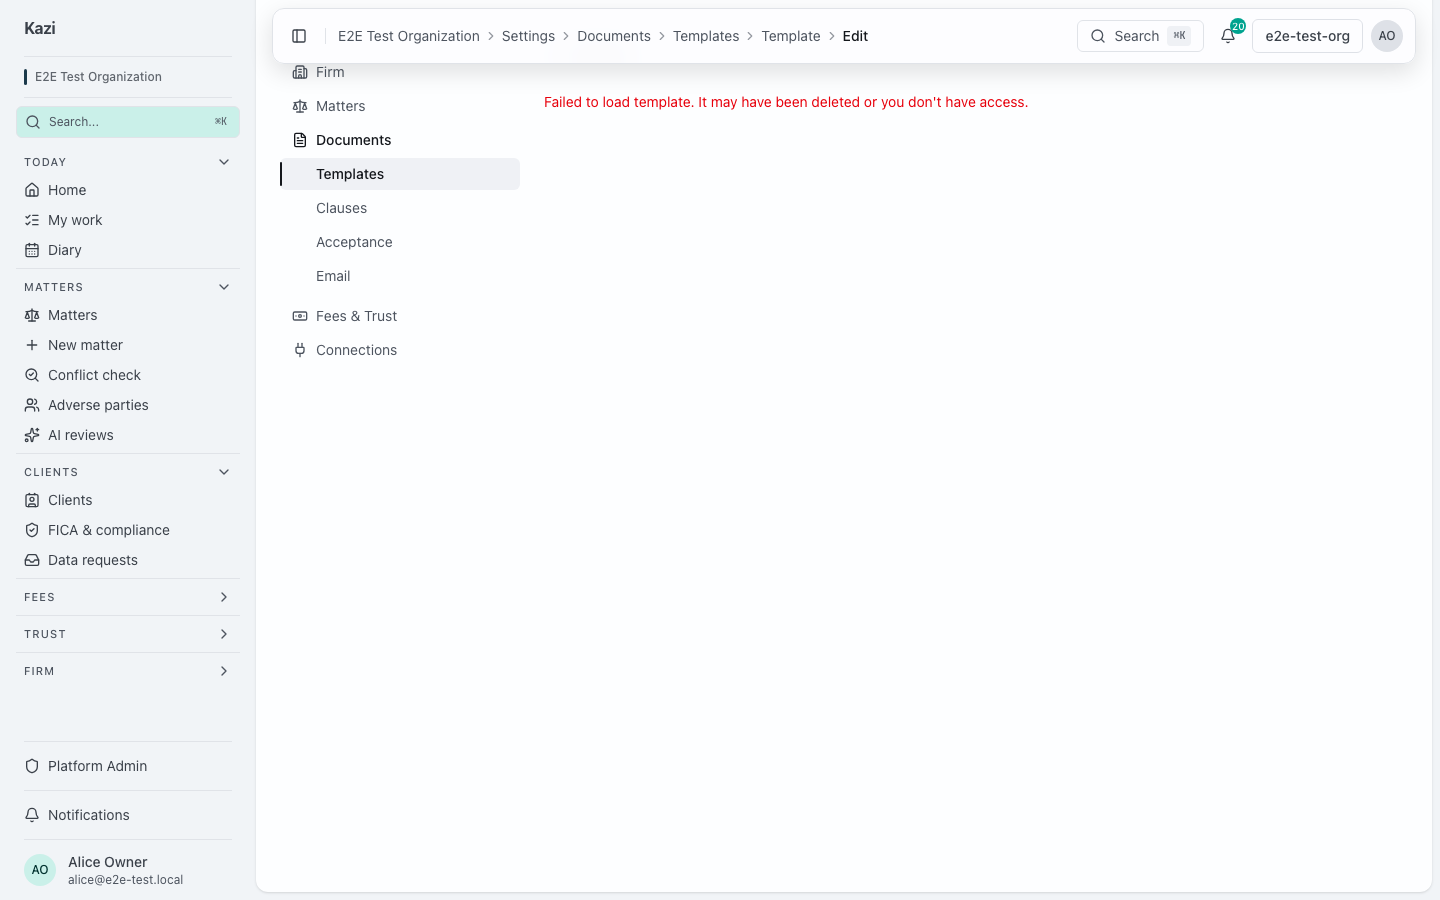 Kazi
E2E Test Organization
Search... ⌘K
TODAY
Home
My work
Diary
MATTERS
Matters
New matter
Conflict check
Adverse parties
AI reviews
CLIENTS
Clients
FICA & compliance
Data requests
FEES
TRUST
FIRM
Platform Admin
Notifications
AO
Alice Owner
alice@e2e-test.local
E2E Test Organization > Settings > Documents > Templates > Template > Edit
Search ⌘K
20
e2e-test-org
AO
Firm
Matters
Documents
Templates
Clauses
Acceptance
Email
Fees & Trust
Connections
Failed to load template. It may have been deleted or you don't have access.